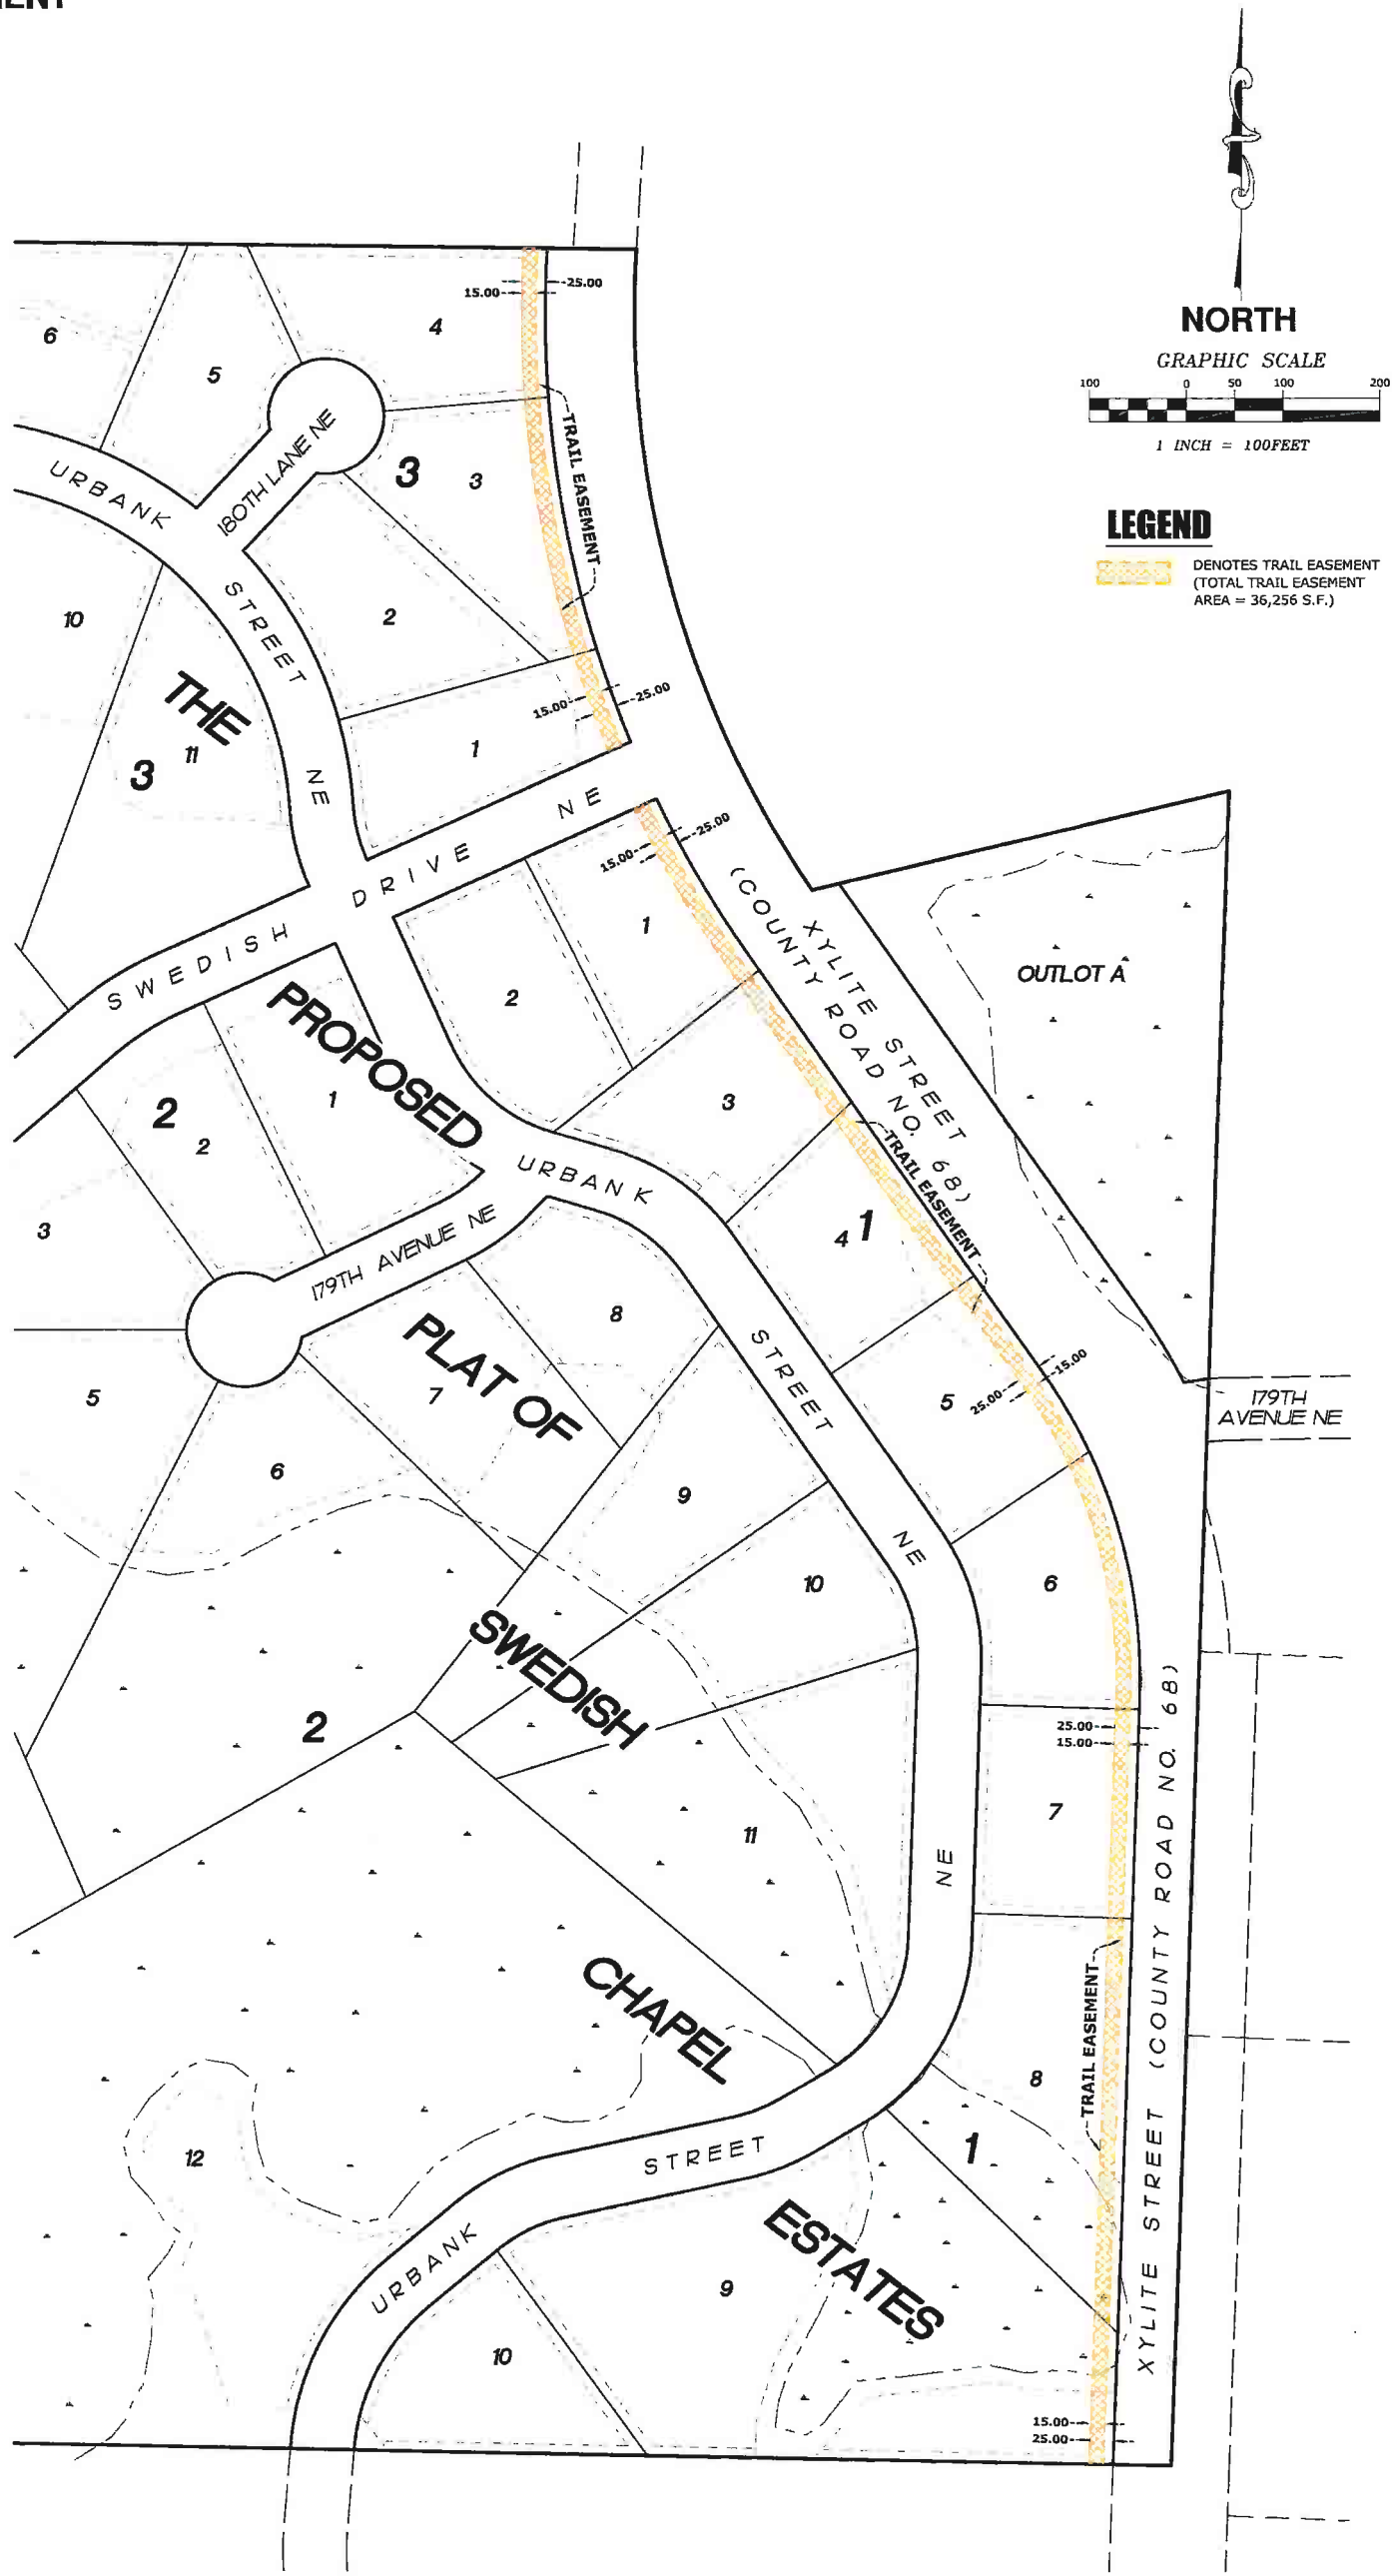 NORTH
GRAPHIC SCALE
100 0 50 100 200
1 INCH = 100FEET
LEGEND
DENOTES TRAIL EASEMENT
(TOTAL TRAIL EASEMENT
AREA = 36,256 S.F.)
15.00
25.00
6
5
4
180TH LANE NE
3
3
TRAIL EASEMENT
URBANK
STREET
NE
10
2
THE
3
11
1
15.00
25.00
SWEDISH DRIVE NE
15.00
25.00
1
2
(COUNTY ROAD NO. 68)
XYLITE STREET
OUTLOT A
PROPOSED
2
2
1
3
3
TRAIL EASEMENT
URBANK
STREET
NE
179TH AVENUE NE
4
1
8
PLAT OF
7
5
6
5
25.00
15.00
179TH
AVENUE NE
9
10
6
SWEDISH
2
25.00
15.00
7
11
NE
CHAPEL
TRAIL EASEMENT
XYLITE STREET (COUNTY ROAD NO. 68)
8
1
12
STREET
URBANK
ESTATES
9
10
15.00
25.00